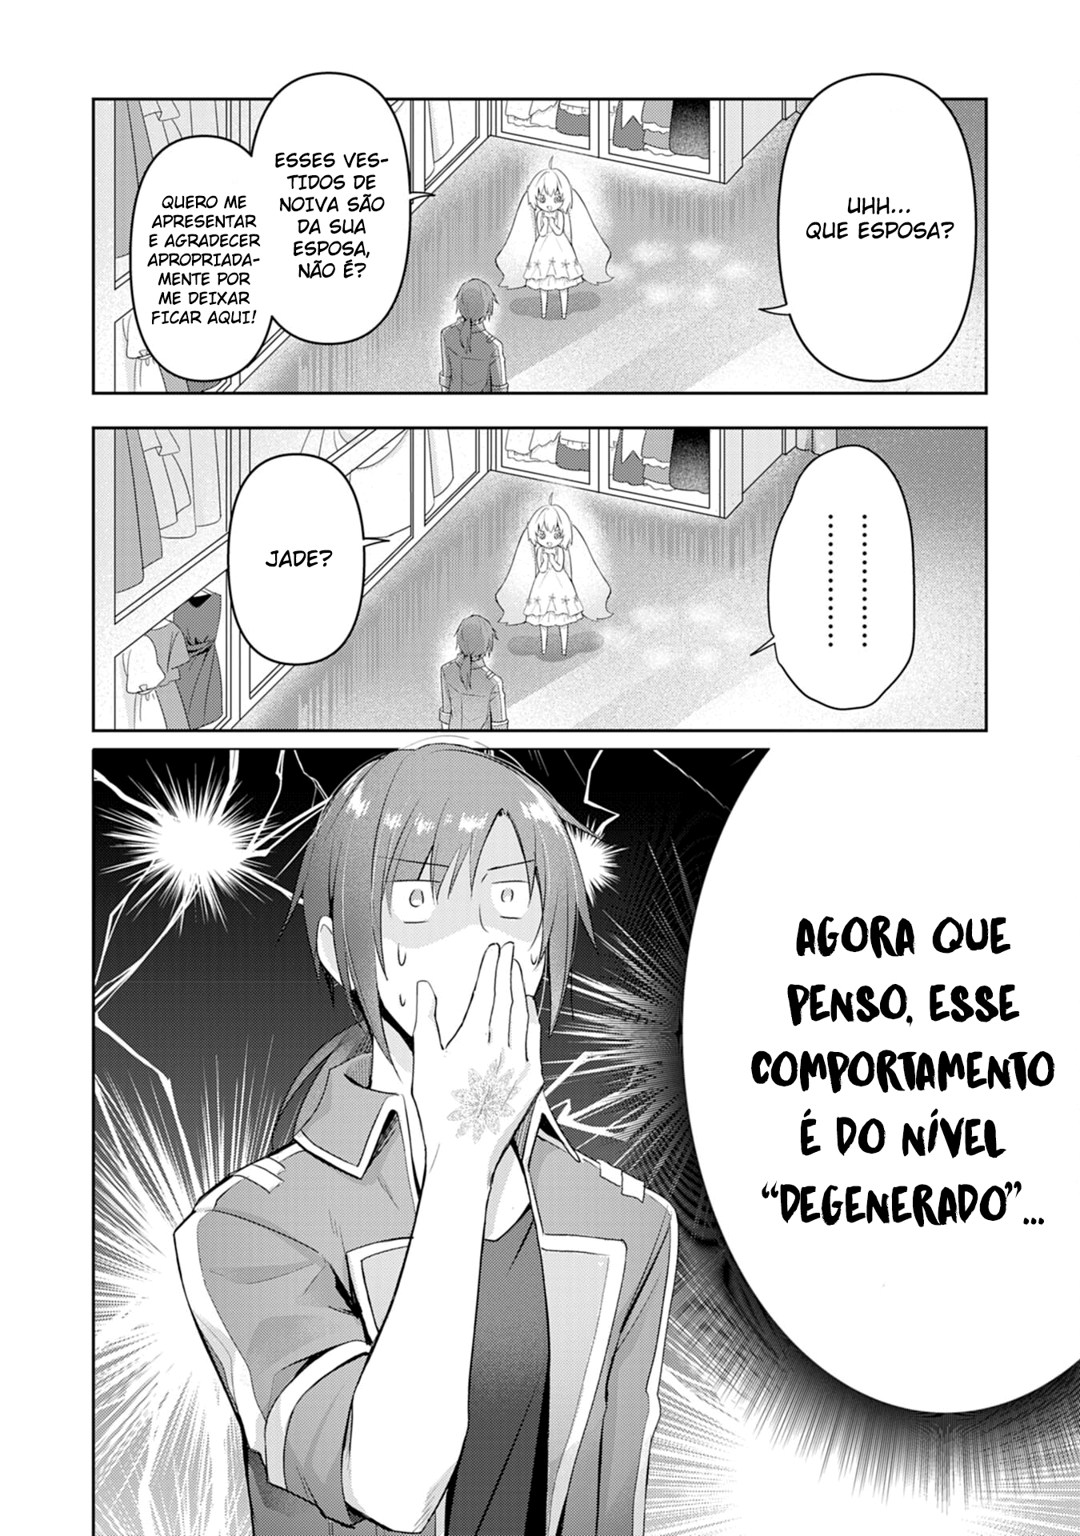 ESSES VES-
TIDOS DE
NOIVA SÃO
DA SUA
ESPOSA,
NÃO É?
QUERO ME
APRESENTAR
E AGRADECER
APROPRIADA-
MENTE POR
ME DEIXAR
FICAR AQUI!
UHH...
QUE ESPOSA?
JADE?
..........
..........
AGORA QUE
PENSO, ESSE
COMPORTAMENTO
É DO NÍVEL
“DEGENERADO”...